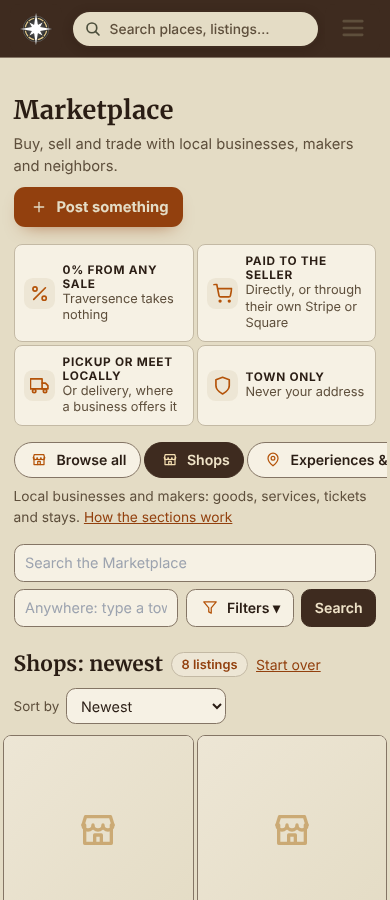 Search places, listings...
Marketplace
Buy, sell and trade with local businesses, makers
and neighbors.
+ Post something
0% FROM ANY
SALE
Traversence takes
nothing
PAID TO THE
SELLER
Directly, or through
their own Stripe or
Square
PICKUP OR MEET
LOCALLY
Or delivery, where
a business offers it
TOWN ONLY
Never your address
Browse all
Shops
Experiences &
Local businesses and makers: goods, services, tickets
and stays. How the sections work
Search the Marketplace
Anywhere: type a tow
Filters ▾
Search
Shops: newest
8 listings
Start over
Sort by
Newest